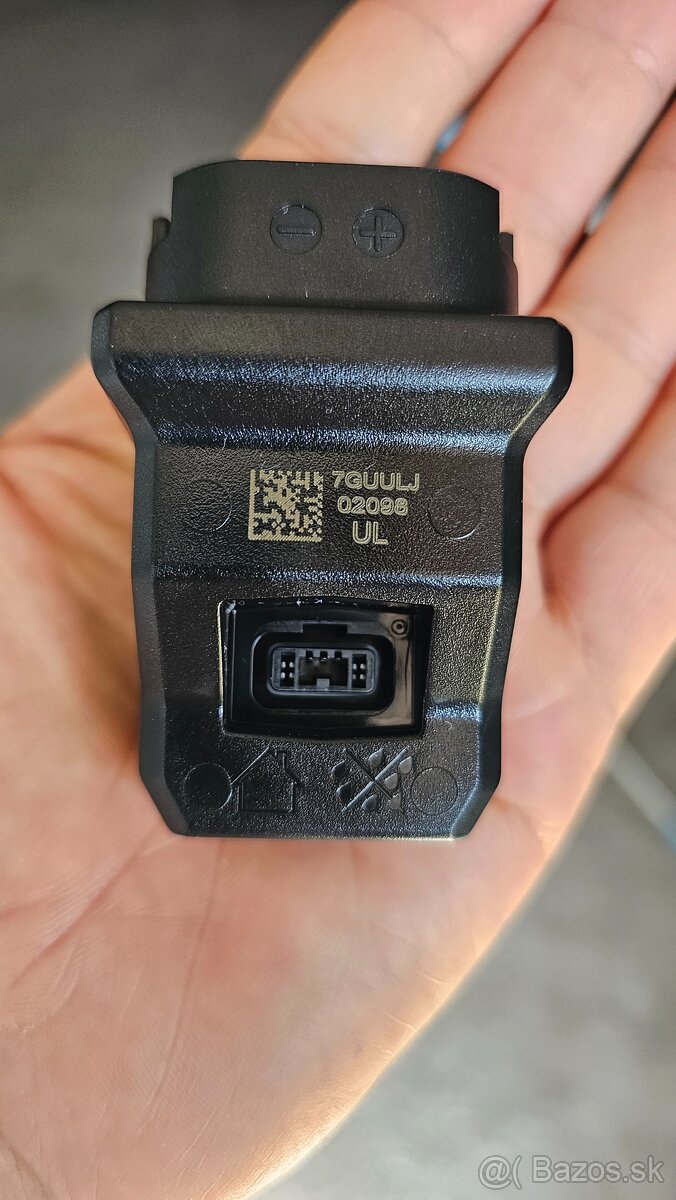 − +
7GUULJ
02098
UL
@( Bazos.sk